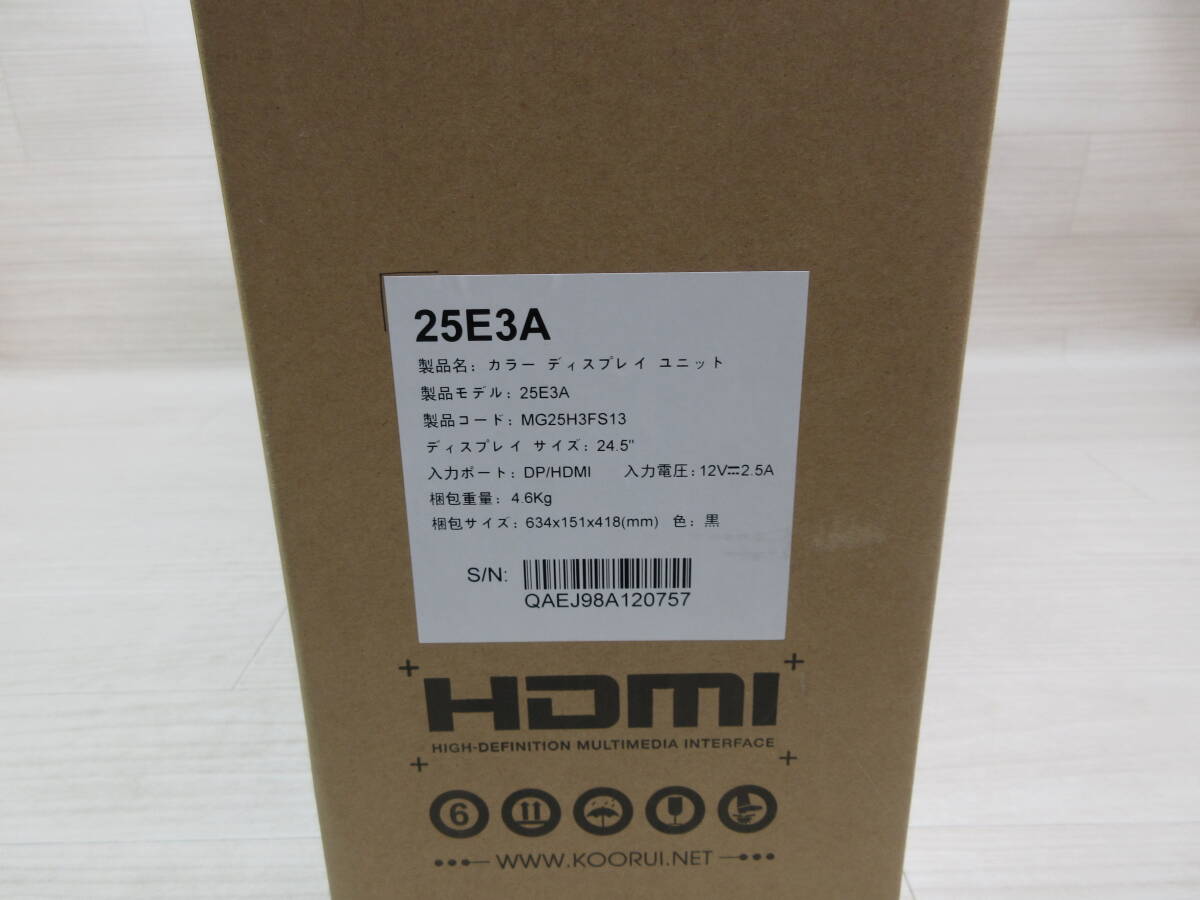 25E3A
製品名: カラー ディスプレイ ユニット
製品モデル: 25E3A
製品コード: MG25H3FS13
ディスプレイ サイズ: 24.5"
入力ポート: DP/HDMI 入力電圧: 12V⎓2.5A
梱包重量: 4.6Kg
梱包サイズ: 634x151x418(mm) 色: 黒
S/N:
QAEJ98A120757
HDMI
HIGH-DEFINITION MULTIMEDIA INTERFACE
6
WWW.KOORUI.NET